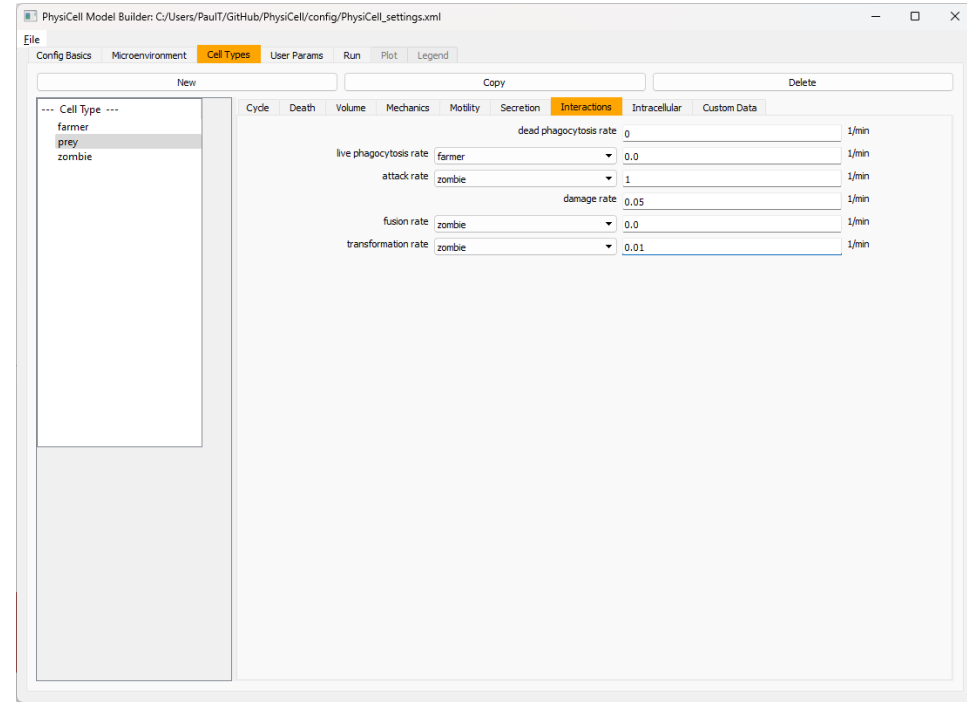 PhysiCell Model Builder: C:/Users/PaulT/GitHub/PhysiCell/config/PhysiCell_settings.xml
File
Config Basics Microenvironment Cell Types User Params Run Plot Legend
New Copy Delete
--- Cell Type ---
farmer
prey
zombie
Cycle Death Volume Mechanics Motility Secretion Interactions Intracellular Custom Data
dead phagocytosis rate 0 1/min
live phagocytosis rate farmer 0.0 1/min
attack rate zombie 1 1/min
damage rate 0.05 1/min
fusion rate zombie 0.0 1/min
transformation rate zombie 0.01 1/min